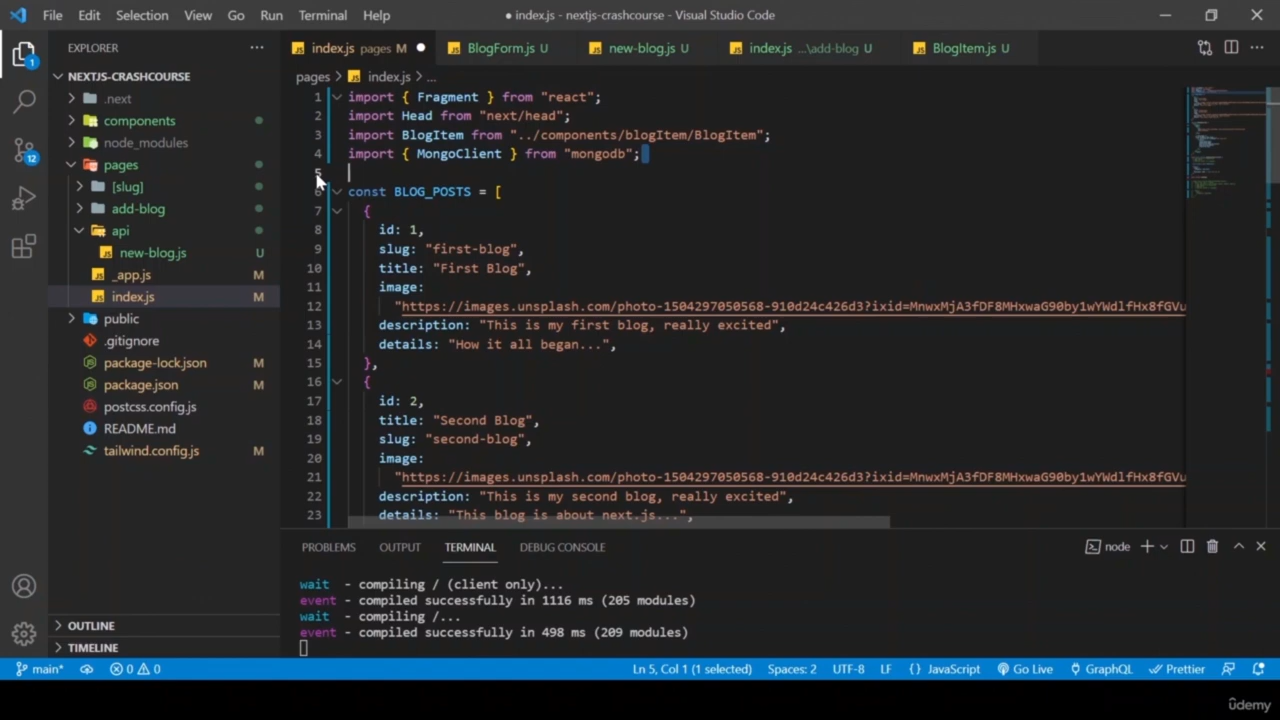 File Edit Selection View Go Run Terminal Help
● index.js - nextjs-crashcourse - Visual Studio Code
EXPLORER
index.js pages M
BlogForm.js U
new-blog.js U
index.js ...\add-blog U
BlogItem.js U
NEXTJS-CRASHCOURSE
pages > index.js > ...
.next
components
node_modules
pages
[slug]
add-blog
api
new-blog.js U
_app.js M
index.js M
public
.gitignore
package-lock.json M
package.json M
postcss.config.js
README.md
tailwind.config.js M
OUTLINE
TIMELINE
1
12
1 import { Fragment } from "react";
2 import Head from "next/head";
3 import BlogItem from "../components/blogItem/BlogItem";
4 import { MongoClient } from "mongodb";
5
6 const BLOG_POSTS = [
7 {
8 id: 1,
9 slug: "first-blog",
10 title: "First Blog",
11 image:
12 "https://images.unsplash.com/photo-1504297050568-910d24c426d3?ixid=MnwxMjA3fDF8MHxwaG90by1wYWdlfHx8fGVu
13 description: "This is my first blog, really excited",
14 details: "How it all began...",
15 },
16 {
17 id: 2,
18 title: "Second Blog",
19 slug: "second-blog",
20 image:
21 "https://images.unsplash.com/photo-1504297050568-910d24c426d3?ixid=MnwxMjA3fDF8MHxwaG90by1wYWdlfHx8fGVu
22 description: "This is my second blog, really excited",
23 details: "This blog is about next.js...",
PROBLEMS OUTPUT TERMINAL DEBUG CONSOLE
node
wait - compiling / (client only)...
event - compiled successfully in 1116 ms (205 modules)
wait - compiling /...
event - compiled successfully in 498 ms (209 modules)
main* 0 0 Ln 5, Col 1 (1 selected) Spaces: 2 UTF-8 LF {} JavaScript Go Live GraphQL Prettier
ûdemy